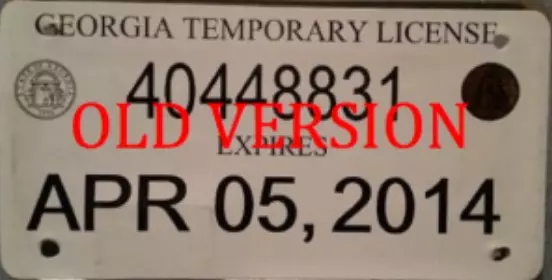 GEORGIA TEMPORARY LICENSE
40448831
OLD VERSION
EXPIRES
APR 05, 2014